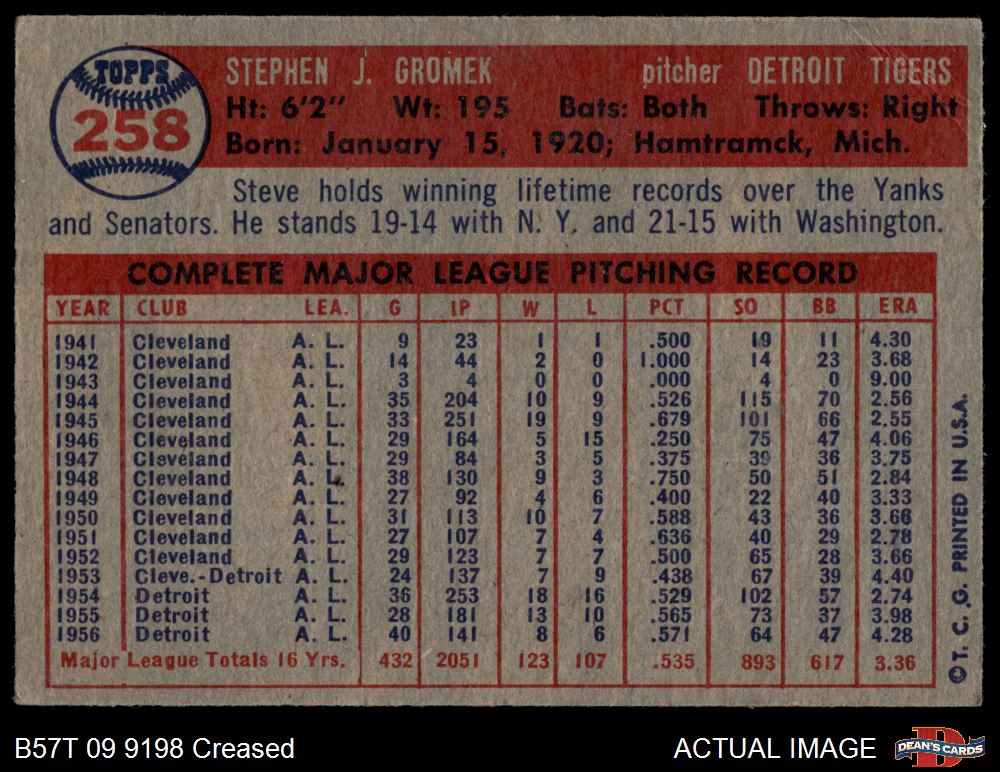 TOPPS
258
STEPHEN J. GROMEK pitcher DETROIT TIGERS
Ht: 6'2" Wt: 195 Bats: Both Throws: Right
Born: January 15, 1920; Hamtramck, Mich.
Steve holds winning lifetime records over the Yanks
and Senators. He stands 19-14 with N. Y. and 21-15 with Washington.
COMPLETE MAJOR LEAGUE PITCHING RECORD
YEAR CLUB LEA. G IP W L PCT SO BB ERA
1941 Cleveland A. L. 9 23 1 1 .500 19 11 4.30
1942 Cleveland A. L. 14 44 2 0 1.000 14 23 3.68
1943 Cleveland A. L. 3 4 0 0 .000 4 0 9.00
1944 Cleveland A. L. 35 204 10 9 .526 115 70 2.56
1945 Cleveland A. L. 33 251 19 9 .679 101 66 2.55
1946 Cleveland A. L. 29 164 5 15 .250 75 47 4.06
1947 Cleveland A. L. 29 84 3 5 .375 39 36 3.75
1948 Cleveland A. L. 38 130 9 3 .750 50 51 2.84
1949 Cleveland A. L. 27 92 4 6 .400 22 40 3.33
1950 Cleveland A. L. 31 113 10 7 .588 43 36 3.66
1951 Cleveland A. L. 27 107 7 4 .636 40 29 2.78
1952 Cleveland A. L. 29 123 7 7 .500 65 28 3.66
1953 Cleve.-Detroit A. L. 24 137 7 9 .438 67 39 4.40
1954 Detroit A. L. 36 253 18 16 .529 102 57 2.74
1955 Detroit A. L. 28 181 13 10 .565 73 37 3.98
1956 Detroit A. L. 40 141 8 6 .571 64 47 4.28
Major League Totals 16 Yrs. 432 2051 123 107 .535 893 617 3.36
©T. C. G. PRINTED IN U.S.A.
B57T 09 9198 Creased ACTUAL IMAGE
DEAN'S CARDS